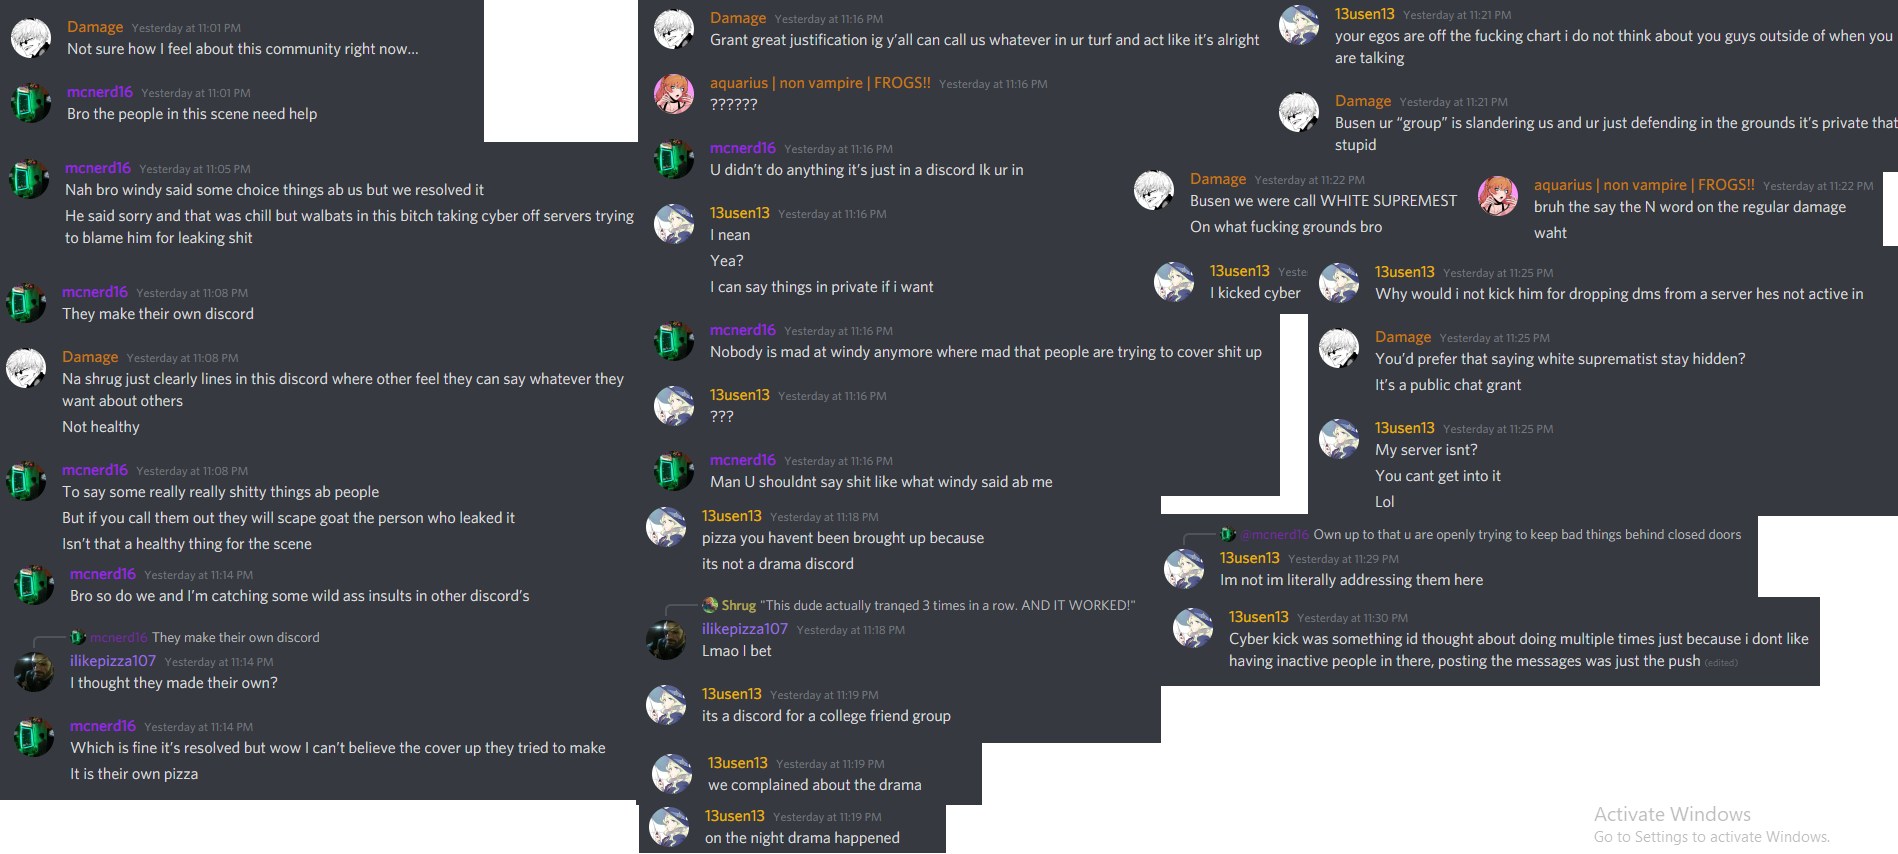 Damage Yesterday at 11:01 PM
Not sure how I feel about this community right now...
mcnerd16 Yesterday at 11:01 PM
Bro the people in this scene need help
mcnerd16 Yesterday at 11:05 PM
Nah bro windy said some choice things ab us but we resolved it
He said sorry and that was chill but walbats in this bitch taking cyber off servers trying
to blame him for leaking shit
mcnerd16 Yesterday at 11:08 PM
They make their own discord
Damage Yesterday at 11:08 PM
Na shrug just clearly lines in this discord where other feel they can say whatever they
want about others
Not healthy
mcnerd16 Yesterday at 11:08 PM
To say some really really shitty things ab people
But if you call them out they will scape goat the person who leaked it
Isn't that a healthy thing for the scene
mcnerd16 Yesterday at 11:14 PM
Bro so do we and I'm catching some wild ass insults in other discord's
mcnerd16 They make their own discord
ilikepizza107 Yesterday at 11:14 PM
I thought they made their own?
mcnerd16 Yesterday at 11:14 PM
Which is fine it's resolved but wow I can't believe the cover up they tried to make
It is their own pizza
Damage Yesterday at 11:16 PM
Grant great justification ig y'all can call us whatever in ur turf and act like it's alright
aquarius | non vampire | FROGS!! Yesterday at 11:16 PM
??????
mcnerd16 Yesterday at 11:16 PM
U didn't do anything it's just in a discord Ik ur in
13usen13 Yesterday at 11:16 PM
I nean
Yea?
I can say things in private if i want
mcnerd16 Yesterday at 11:16 PM
Nobody is mad at windy anymore where mad that people are trying to cover shit up
13usen13 Yesterday at 11:16 PM
???
mcnerd16 Yesterday at 11:16 PM
Man U shouldnt say shit like what windy said ab me
13usen13 Yesterday at 11:18 PM
pizza you havent been brought up because
its not a drama discord
Shrug "This dude actually tranqed 3 times in a row. AND IT WORKED!"
ilikepizza107 Yesterday at 11:18 PM
Lmao I bet
13usen13 Yesterday at 11:19 PM
its a discord for a college friend group
13usen13 Yesterday at 11:19 PM
we complained about the drama
13usen13 Yesterday at 11:19 PM
on the night drama happened
13usen13 Yesterday at 11:21 PM
your egos are off the fucking chart i do not think about you guys outside of when you
are talking
Damage Yesterday at 11:21 PM
Busen ur "group" is slandering us and ur just defending in the grounds it's private that
stupid
Damage Yesterday at 11:22 PM
Busen we were call WHITE SUPREMEST
On what fucking grounds bro
aquarius | non vampire | FROGS!! Yesterday at 11:22 PM
bruh the say the N word on the regular damage
waht
13usen13 Yeste
I kicked cyber
13usen13 Yesterday at 11:25 PM
Why would i not kick him for dropping dms from a server hes not active in
Damage Yesterday at 11:25 PM
You'd prefer that saying white suprematist stay hidden?
It's a public chat grant
13usen13 Yesterday at 11:25 PM
My server isnt?
You cant get into it
Lol
@mcnerd16 Own up to that u are openly trying to keep bad things behind closed doors
13usen13 Yesterday at 11:29 PM
Im not im literally addressing them here
13usen13 Yesterday at 11:30 PM
Cyber kick was something id thought about doing multiple times just because i dont like
having inactive people in there, posting the messages was just the push (edited)
Activate Windows
Go to Settings to activate Windows.